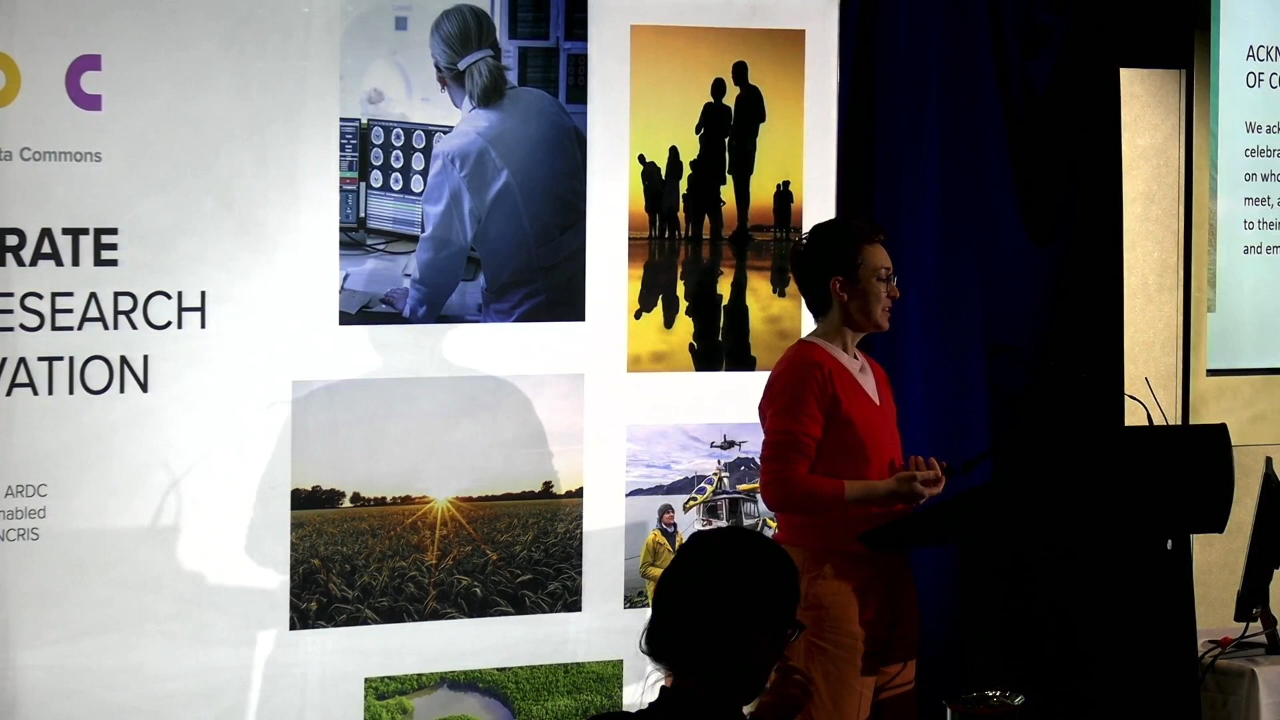 C
ta Commons
RATE
ESEARCH
VATION
ARDC
nabled
NCRIS
ACKN
OF CO
We ack
celebra
on who
meet, a
to their
and em